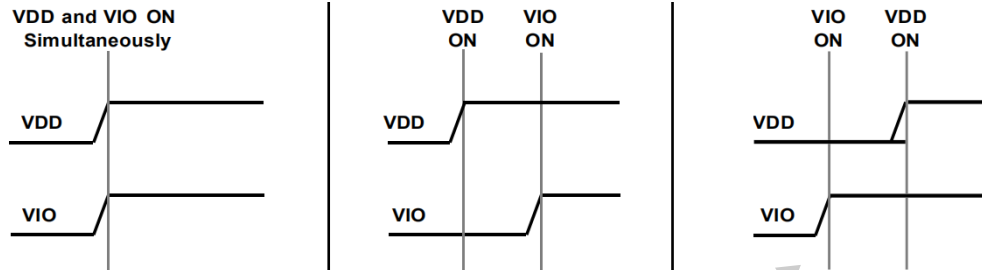 VDD and VIO ON
Simultaneously
VDD
VIO
VDD VIO
ON ON
VDD
VIO
VIO VDD
ON ON
VDD
VIO